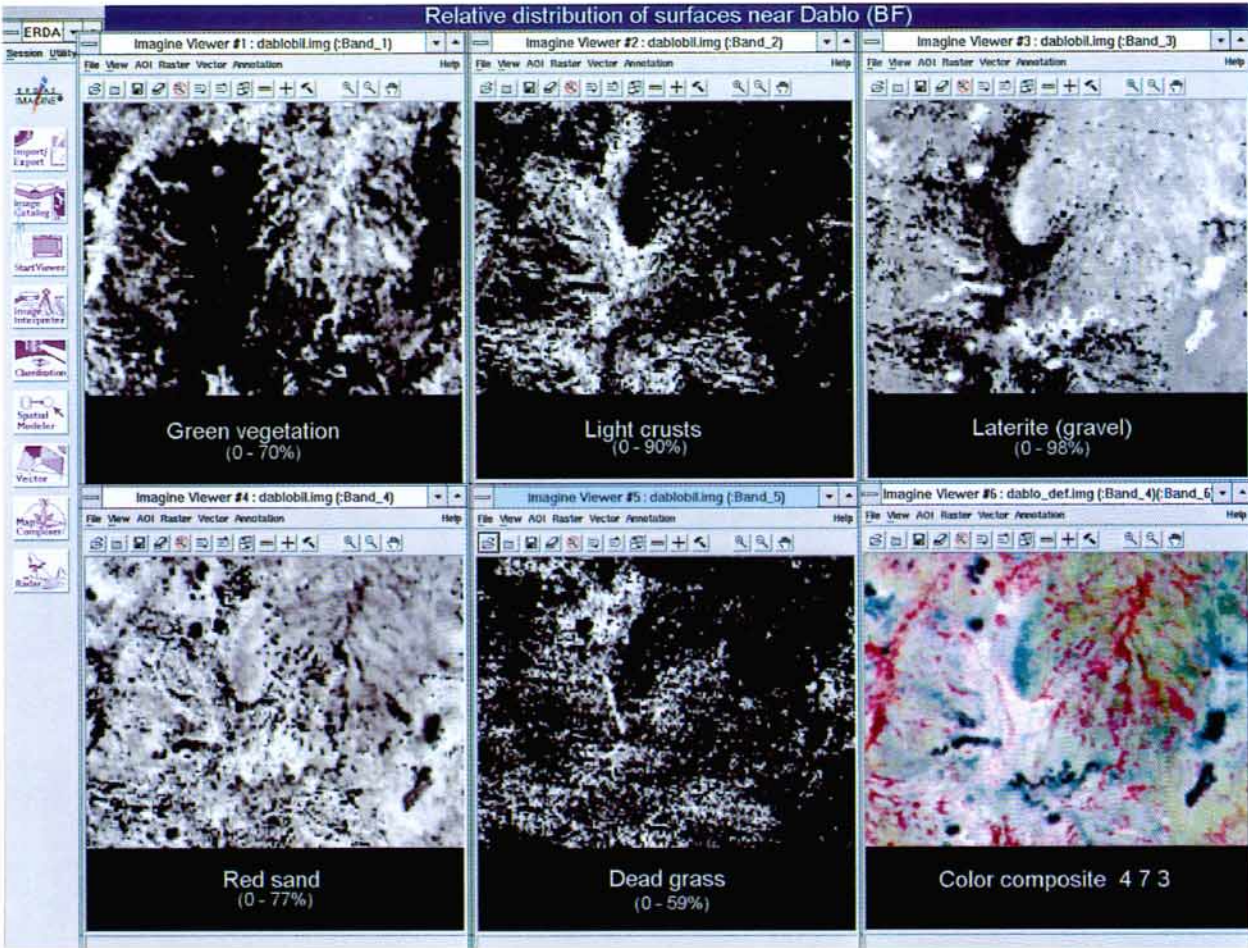 Relative distribution of surfaces near Dablo (BF)
ERDA
Session Utility
IMAGINE
Import/
Export
Image
Catalog
Start Viewer
Image
Interpreter
Classification
Spatial
Modeler
Vector
Map
Composer
Radar
Imagine Viewer #1 : dablobil.img (:Band_1)
File View AOI Raster Vector Annotation Help
Green vegetation
(0 - 70%)
Imagine Viewer #2 : dablobil.img (:Band_2)
File View AOI Raster Vector Annotation Help
Light crusts
(0 - 90%)
Imagine Viewer #3 : dablobil.img (:Band_3)
File View AOI Raster Vector Annotation Help
Laterite (gravel)
(0 - 98%)
Imagine Viewer #4 : dablobil.img (:Band_4)
File View AOI Raster Vector Annotation Help
Red sand
(0 - 77%)
Imagine Viewer #5 : dablobil.img (:Band_5)
File View AOI Raster Vector Annotation Help
Dead grass
(0 - 59%)
Imagine Viewer #6 : dablo_def.img (:Band_4)(:Band_6
File View AOI Raster Vector Annotation Help
Color composite 4 7 3